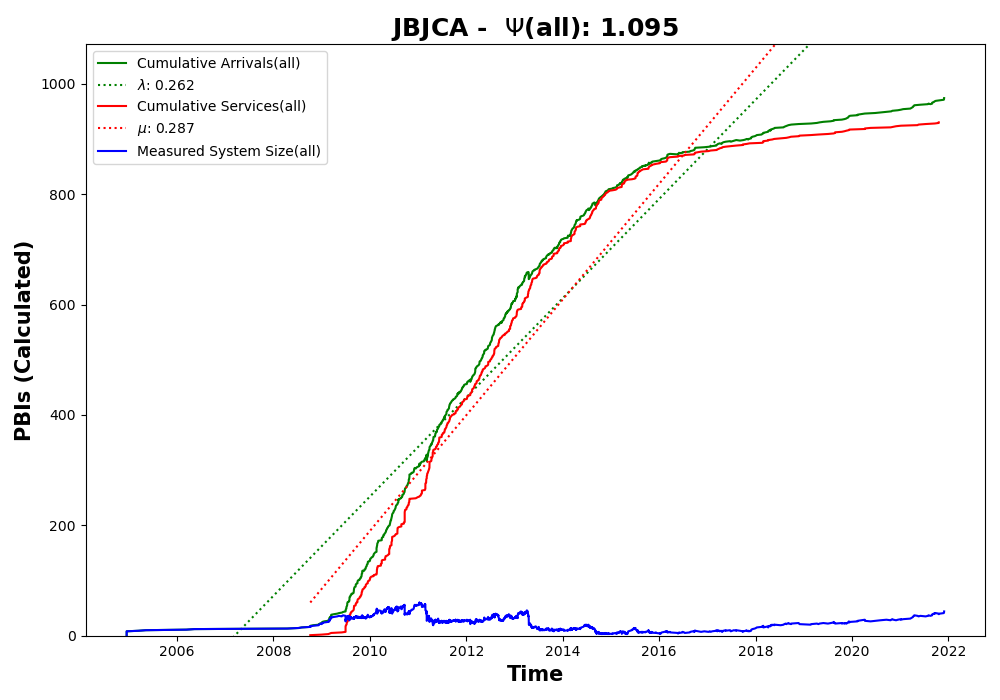 JBJCA - Ψ(all): 1.095
Cumulative Arrivals(all)
λ: 0.262
Cumulative Services(all)
μ: 0.287
Measured System Size(all)
PBIs (Calculated)
1000
800
600
400
200
0
2006 2008 2010 2012 2014 2016 2018 2020 2022
Time